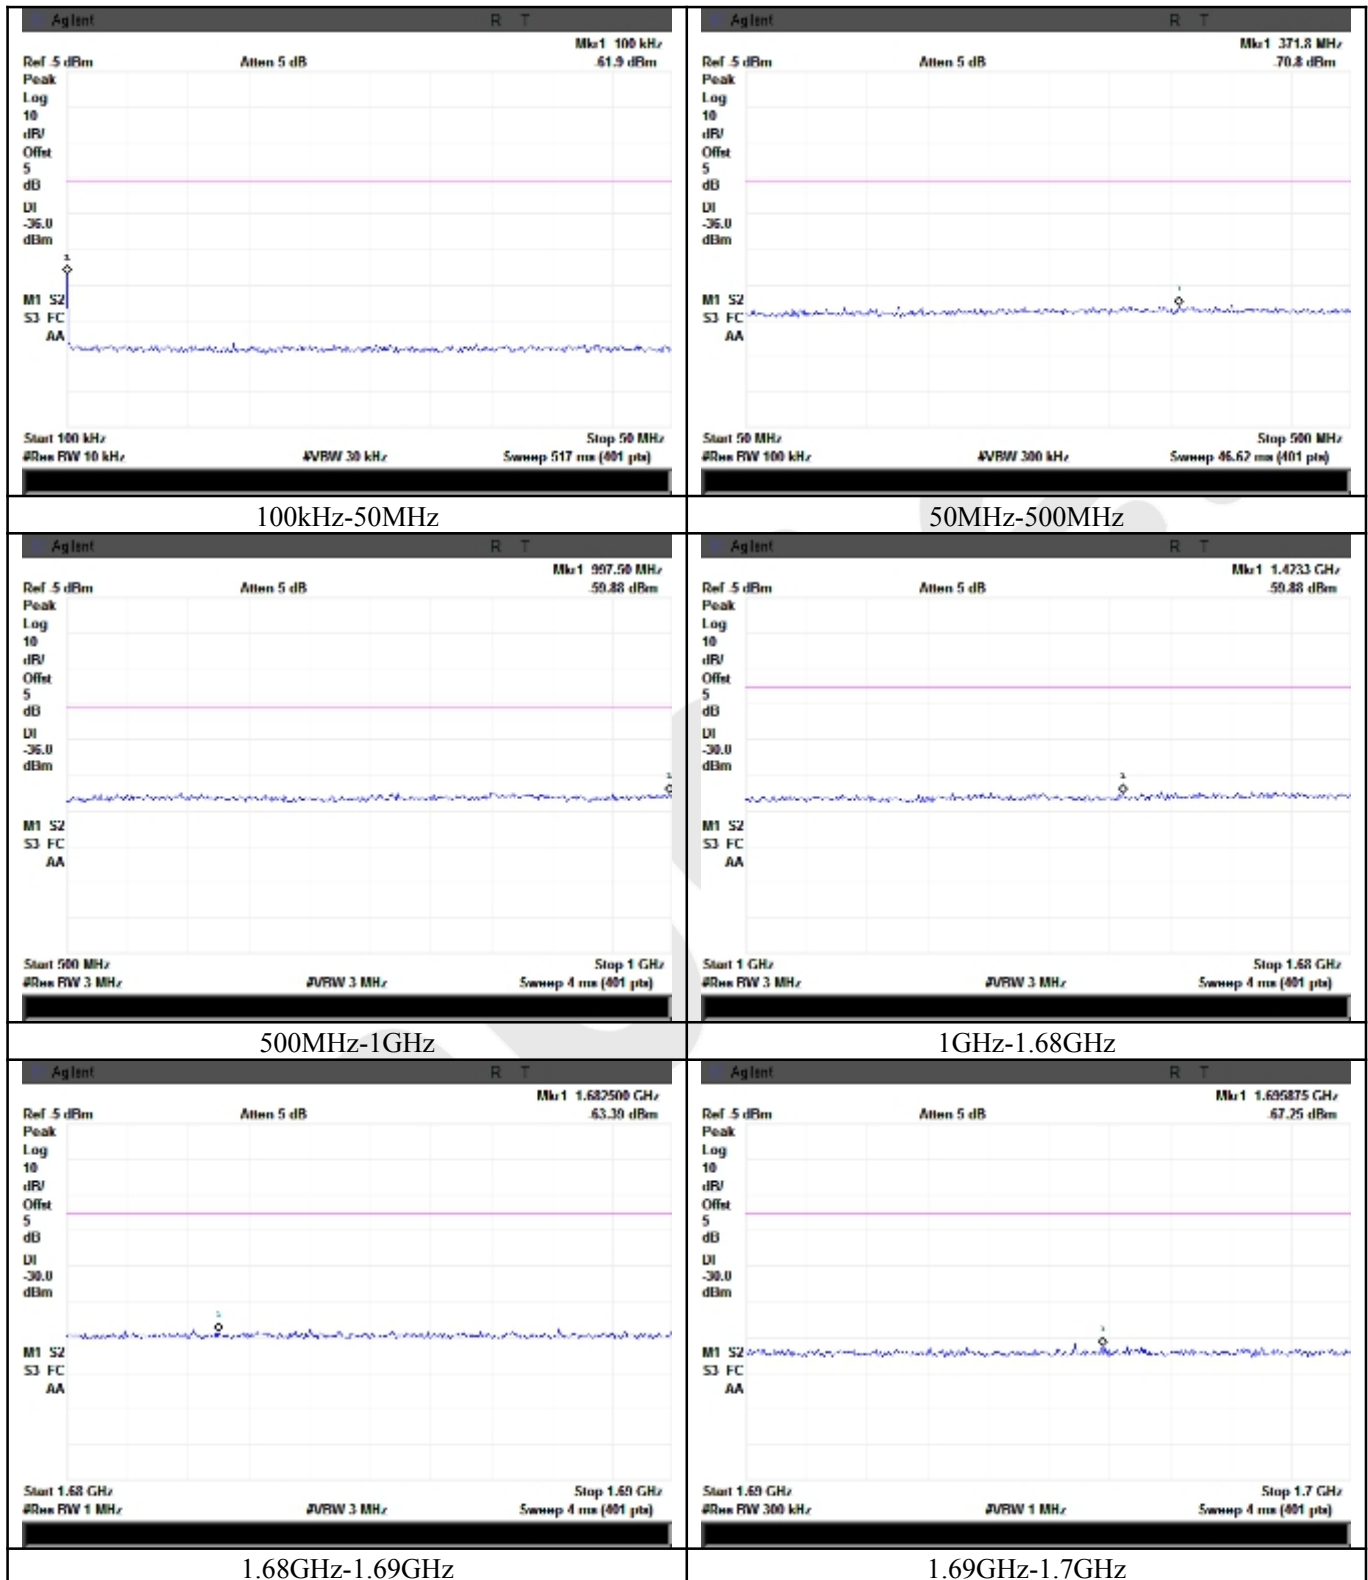 Agilent R T
Mkr1 100 kHz
Ref -5 dBm Atten 5 dB -61.9 dBm
Peak
Log
10
dB/
Offst
5
dB
DI
-36.0
dBm
1
M1 S2
S3 FC
AA
Start 100 kHz Stop 50 MHz
#Res BW 10 kHz #VBW 30 kHz Sweep 517 ms (401 pts)
100kHz-50MHz
Agilent R T
Mkr1 371.8 MHz
Ref -5 dBm Atten 5 dB -70.8 dBm
Peak
Log
10
dB/
Offst
5
dB
DI
-36.0
dBm
1
M1 S2
S3 FC
AA
Start 50 MHz Stop 500 MHz
#Res BW 100 kHz #VBW 300 kHz Sweep 46.62 ms (401 pts)
50MHz-500MHz
Agilent R T
Mkr1 997.50 MHz
Ref -5 dBm Atten 5 dB -59.88 dBm
Peak
Log
10
dB/
Offst
5
dB
DI
-36.0
dBm
1
M1 S2
S3 FC
AA
Start 500 MHz Stop 1 GHz
#Res BW 3 MHz #VBW 3 MHz Sweep 4 ms (401 pts)
500MHz-1GHz
Agilent R T
Mkr1 1.4233 GHz
Ref -5 dBm Atten 5 dB -59.88 dBm
Peak
Log
10
dB/
Offst
5
dB
DI
-30.0
dBm
1
M1 S2
S3 FC
AA
Start 1 GHz Stop 1.68 GHz
#Res BW 3 MHz #VBW 3 MHz Sweep 4 ms (401 pts)
1GHz-1.68GHz
Agilent R T
Mkr1 1.682500 GHz
Ref -5 dBm Atten 5 dB -63.39 dBm
Peak
Log
10
dB/
Offst
5
dB
DI
-30.0
dBm
1
M1 S2
S3 FC
AA
Start 1.68 GHz Stop 1.69 GHz
#Res BW 1 MHz #VBW 3 MHz Sweep 4 ms (401 pts)
1.68GHz-1.69GHz
Agilent R T
Mkr1 1.695875 GHz
Ref -5 dBm Atten 5 dB -67.25 dBm
Peak
Log
10
dB/
Offst
5
dB
DI
-30.0
dBm
1
M1 S2
S3 FC
AA
Start 1.69 GHz Stop 1.7 GHz
#Res BW 300 kHz #VBW 1 MHz Sweep 4 ms (401 pts)
1.69GHz-1.7GHz